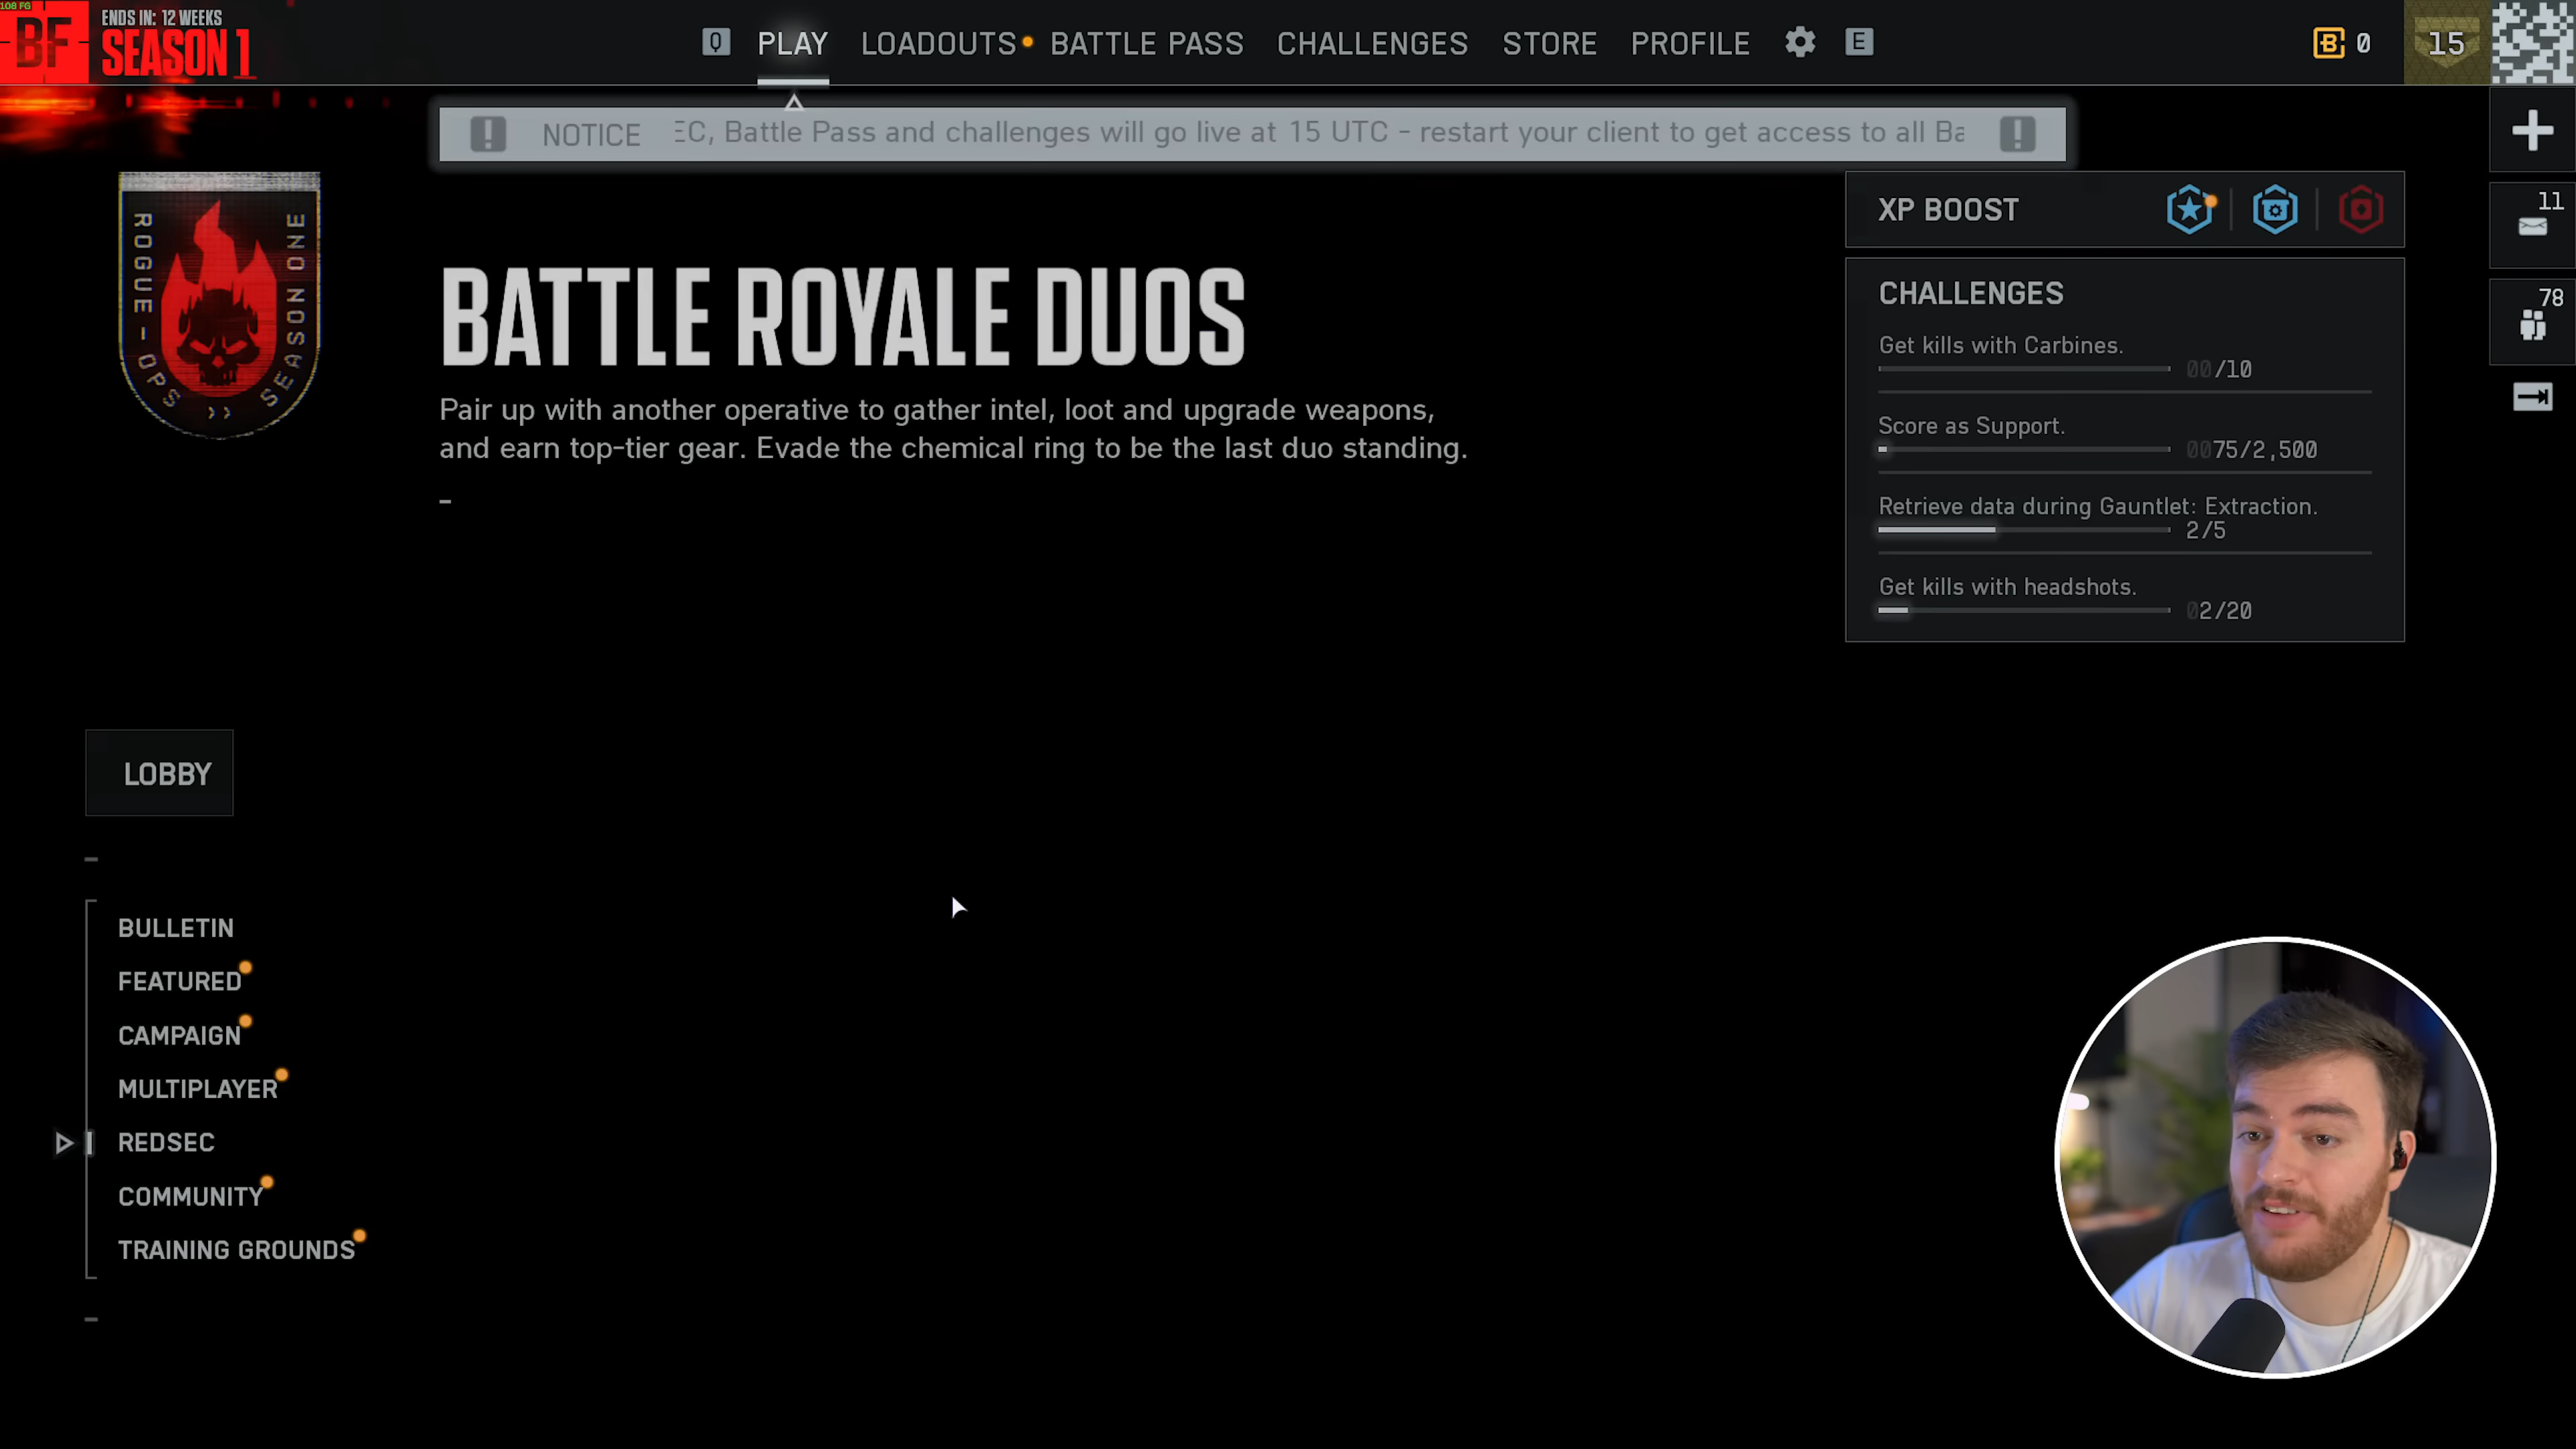 108 FG
BF
ENDS IN: 12 WEEKS
SEASON 1
Q
PLAY
LOADOUTS
BATTLE PASS
CHALLENGES
STORE
PROFILE
E
B 0
15
NOTICE
EC, Battle Pass and challenges will go live at 15 UTC - restart your client to get access to all Ba
11
78
ROGUE-OPS >> SEASON ONE
BATTLE ROYALE DUOS
Pair up with another operative to gather intel, loot and upgrade weapons,
and earn top-tier gear. Evade the chemical ring to be the last duo standing.
XP BOOST
CHALLENGES
Get kills with Carbines.
00/10
Score as Support.
0075/2,500
Retrieve data during Gauntlet: Extraction.
2/5
Get kills with headshots.
02/20
LOBBY
BULLETIN
FEATURED
CAMPAIGN
MULTIPLAYER
REDSEC
COMMUNITY
TRAINING GROUNDS